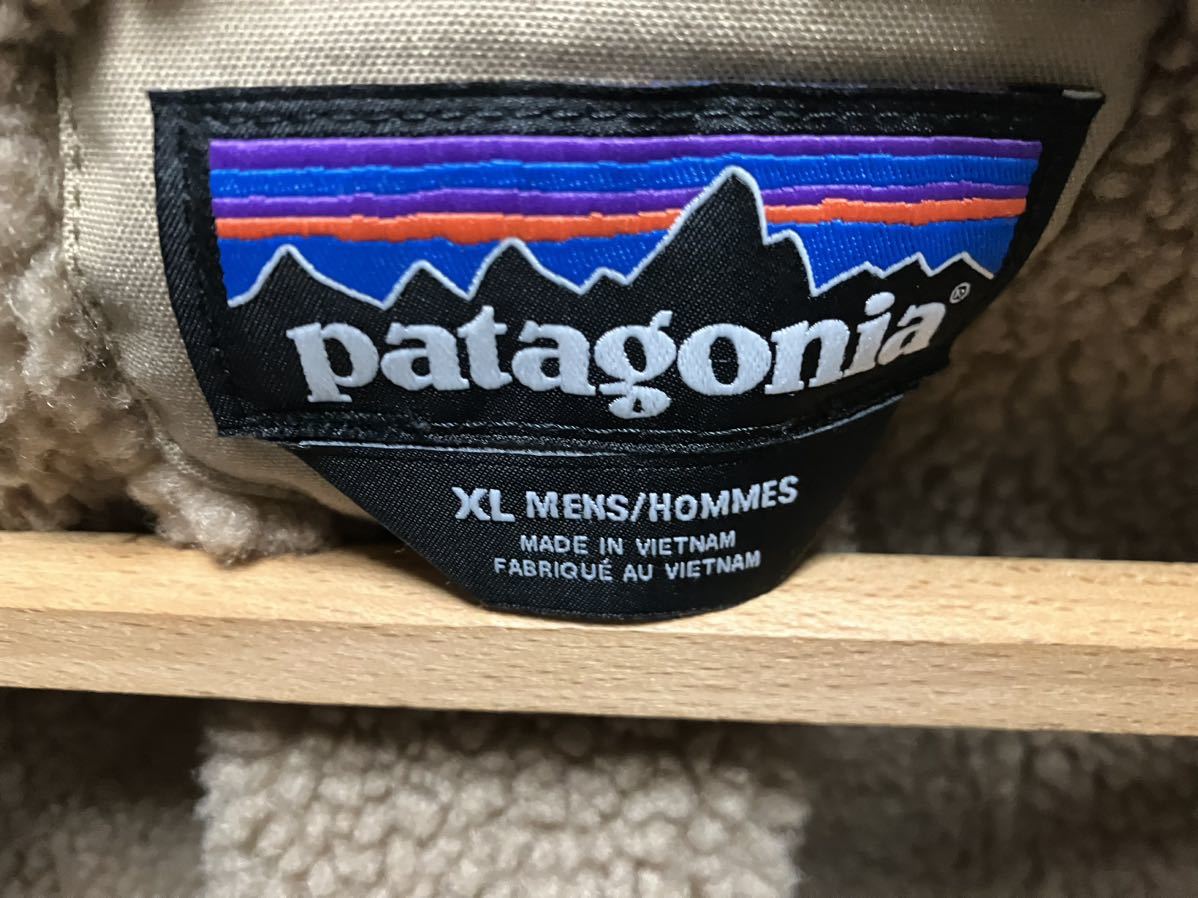 patagonia®
XL MENS/HOMMES
MADE IN VIETNAM
FABRIQUÉ AU VIETNAM